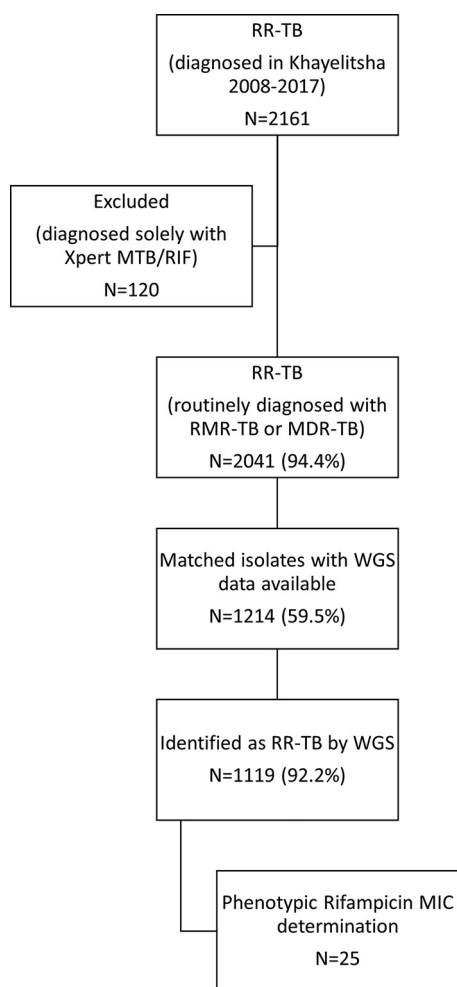 RR-TB
(diagnosed in Khayelitsha
2008-2017)
N=2161
Excluded
(diagnosed solely with
Xpert MTB/RIF)
N=120
RR-TB
(routinely diagnosed with
RMR-TB or MDR-TB)
N=2041 (94.4%)
Matched isolates with WGS
data available
N=1214 (59.5%)
Identified as RR-TB by WGS
N=1119 (92.2%)
Phenotypic Rifampicin MIC
determination
N=25